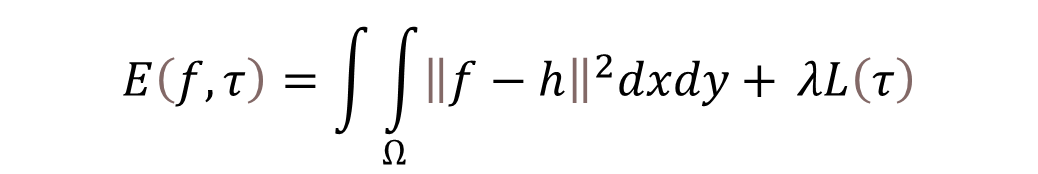 E(f,τ) = ∫ ∫_Ω ‖f − h‖² dxdy + λL(τ)